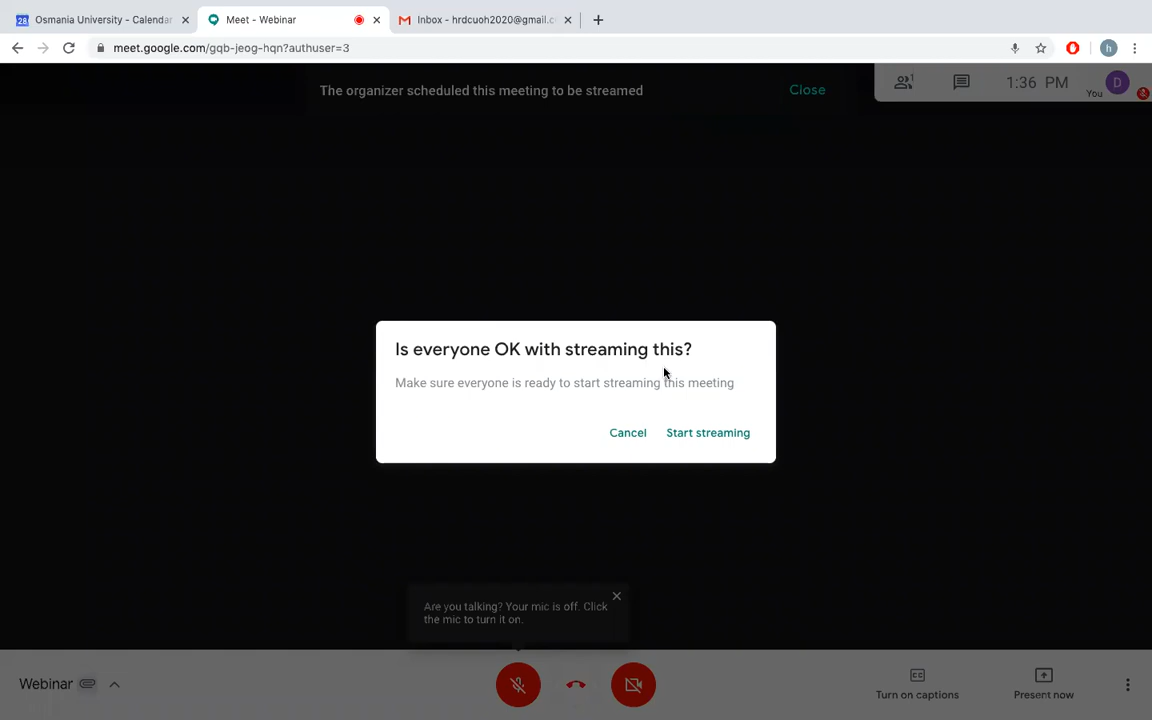 28 Osmania University - Calendar
Meet - Webinar
Inbox - hrdcuoh2020@gmail.c
meet.google.com/gqb-jeog-hqn?authuser=3
h
The organizer scheduled this meeting to be streamed
Close
1
1:36 PM
You
D
Is everyone OK with streaming this?
Make sure everyone is ready to start streaming this meeting
Cancel
Start streaming
Are you talking? Your mic is off. Click
the mic to turn it on.
Webinar
CC
Turn on captions
Present now